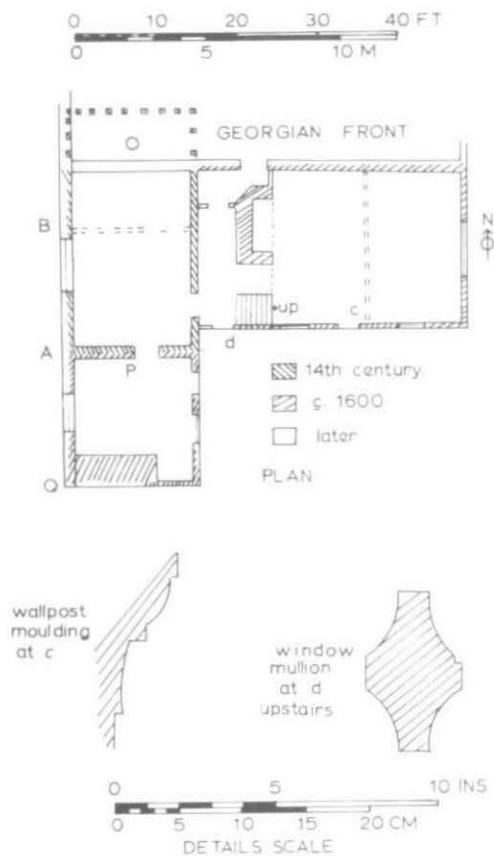 0 10 20 30 40 FT
0 5 10 M
GEORGIAN FRONT
O
B
N
up
c
A
P
d
14th century
c. 1600
later
Q
PLAN
wallpost
moulding
at c
window
mullion
at d
upstairs
0 5 10 INS
0 5 10 15 20 CM
DETAILS SCALE